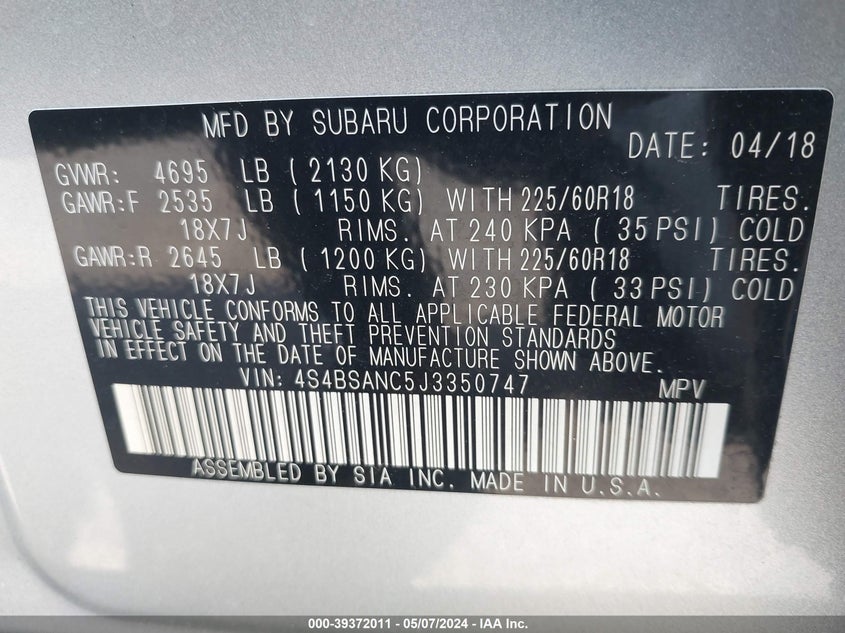 MFD BY SUBARU CORPORATION
DATE: 04/18
GVWR: 4695 LB ( 2130 KG)
GAWR:F 2535 LB ( 1150 KG) WITH 225/60R18 TIRES.
18X7J RIMS. AT 240 KPA ( 35 PSI) COLD
GAWR:R 2645 LB ( 1200 KG) WITH 225/60R18 TIRES.
18X7J RIMS. AT 230 KPA ( 33 PSI) COLD
THIS VEHICLE CONFORMS TO ALL APPLICABLE FEDERAL MOTOR
VEHICLE SAFETY AND THEFT PREVENTION STANDARDS
IN EFFECT ON THE DATE OF MANUFACTURE SHOWN ABOVE.
VIN: 4S4BSANC5J3350747 MPV
ASSEMBLED BY SIA INC. MADE IN U.S.A.
000-39372011 - 05/07/2024 - IAA Inc.